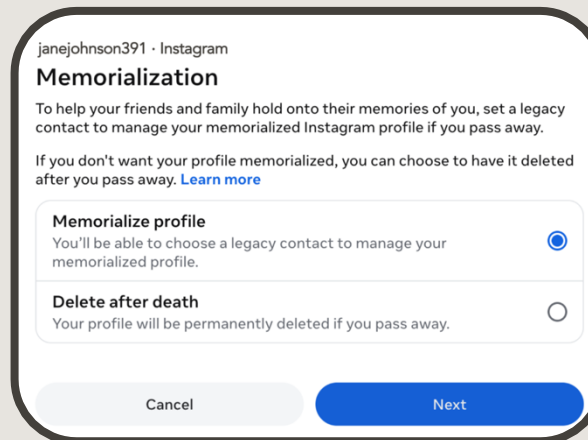 janejohnson391 · Instagram
Memorialization
To help your friends and family hold onto their memories of you, set a legacy
contact to manage your memorialized Instagram profile if you pass away.
If you don't want your profile memorialized, you can choose to have it deleted
after you pass away. Learn more
Memorialize profile
You'll be able to choose a legacy contact to manage your
memorialized profile.
Delete after death
Your profile will be permanently deleted if you pass away.
Cancel
Next